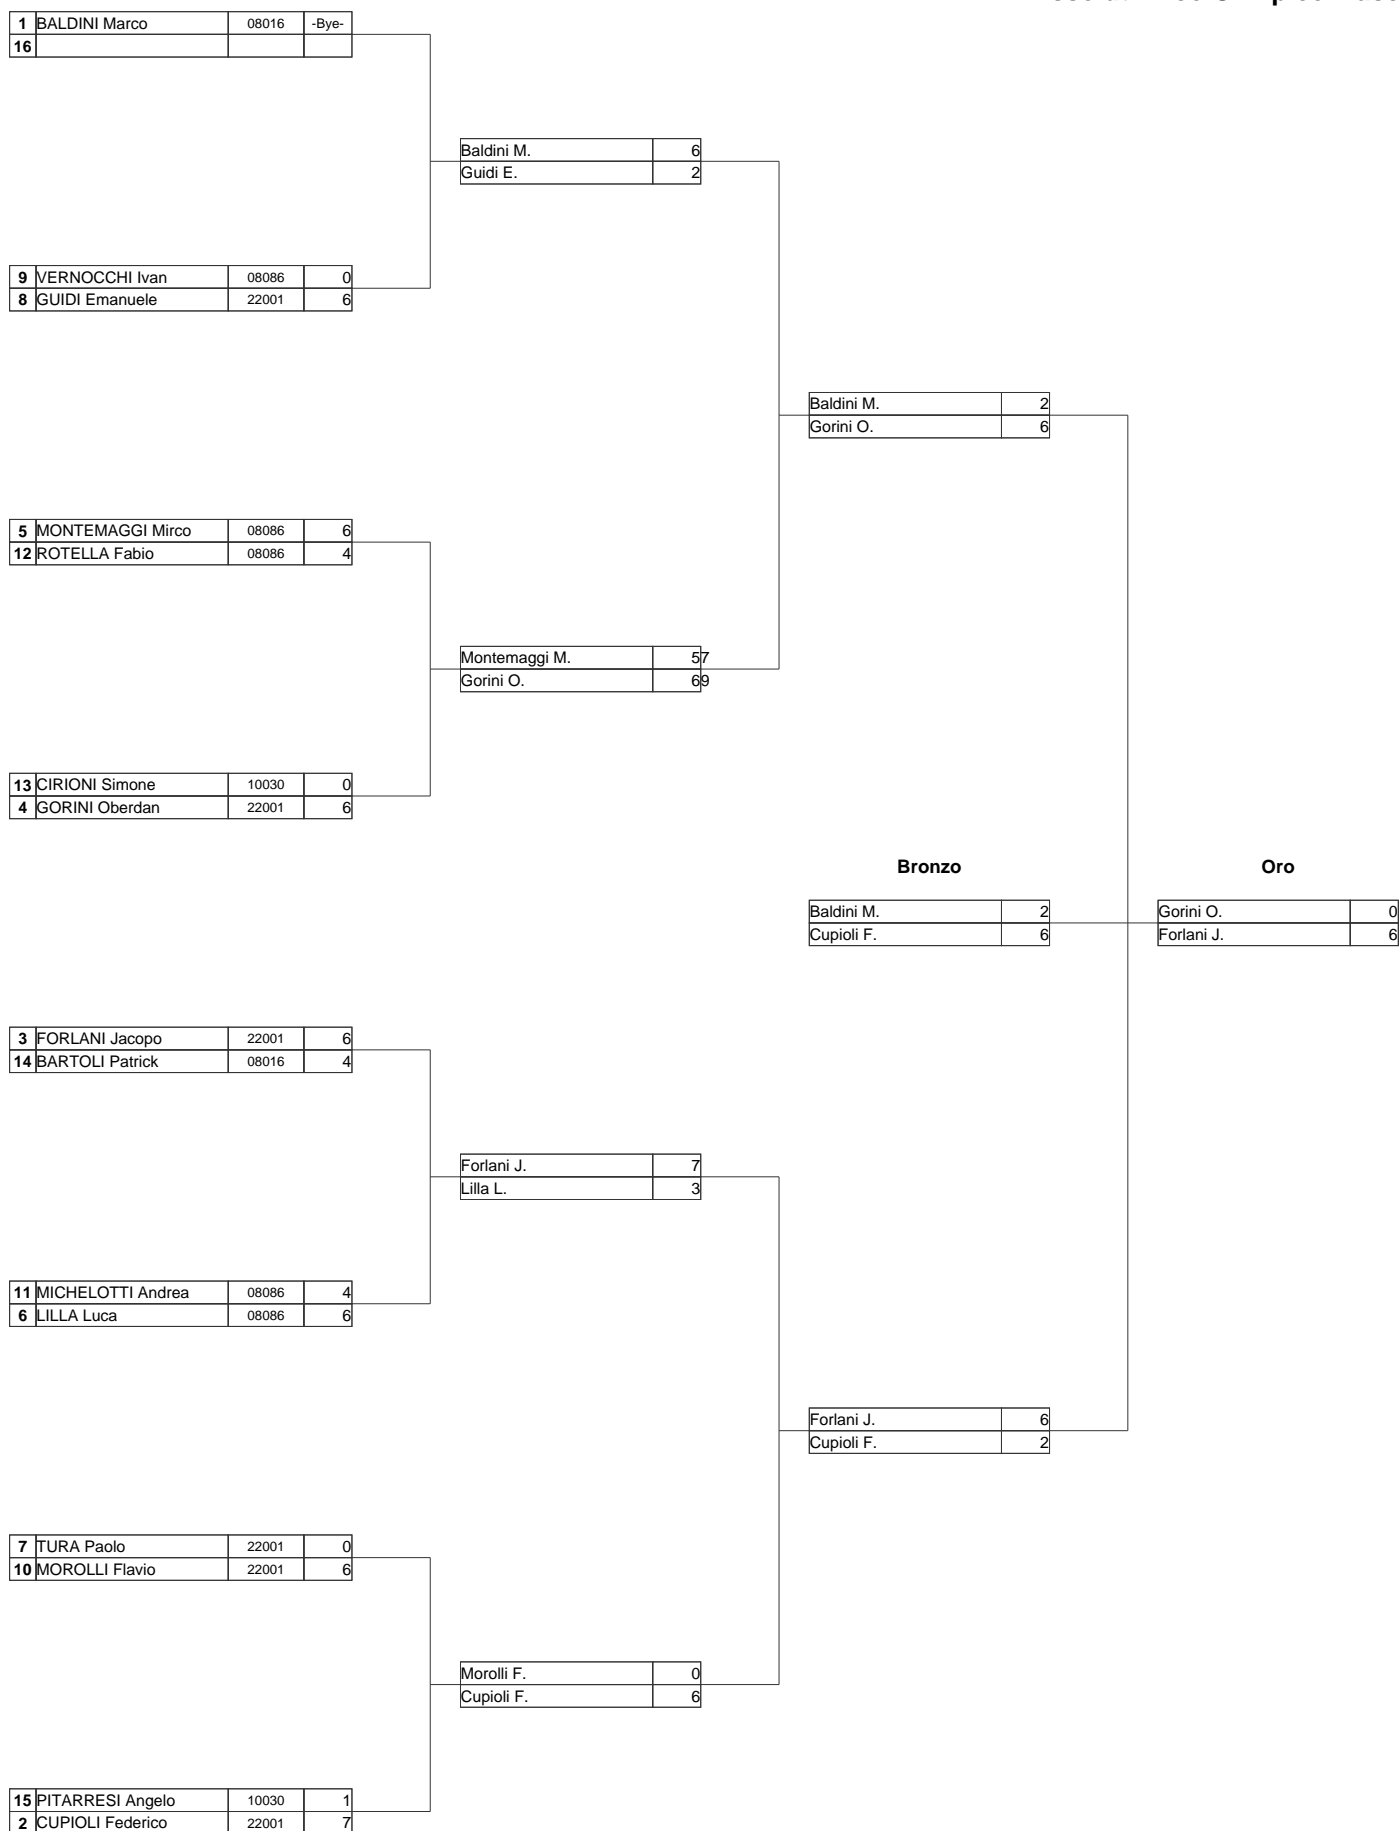 1 BALDINI Marco 08016 -Bye-
16
Baldini M. 6
Guidi E. 2
9 VERNOCCHI Ivan 08086 0
8 GUIDI Emanuele 22001 6
Baldini M. 2
Gorini O. 6
5 MONTEMAGGI Mirco 08086 6
12 ROTELLA Fabio 08086 4
Montemaggi M. 5 7
Gorini O. 6 9
13 CIRIONI Simone 10030 0
4 GORINI Oberdan 22001 6
Bronzo Oro
Baldini M. 2 Gorini O. 0
Cupioli F. 6 Forlani J. 6
3 FORLANI Jacopo 22001 6
14 BARTOLI Patrick 08016 4
Forlani J. 7
Lilla L. 3
11 MICHELOTTI Andrea 08086 4
6 LILLA Luca 08086 6
Forlani J. 6
Cupioli F. 2
7 TURA Paolo 22001 0
10 MOROLLI Flavio 22001 6
Morolli F. 0
Cupioli F. 6
15 PITARRESI Angelo 10030 1
2 CUPIOLI Federico 22001 7